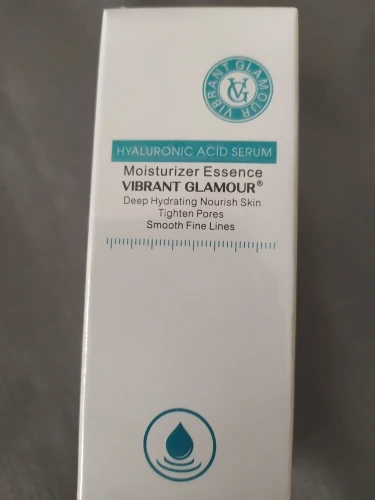 VIBRANT GLAMOUR
VIBRANT
VG
HYALURONIC ACID SERUM
Moisturizer Essence
VIBRANT GLAMOUR®
Deep Hydrating Nourish Skin
Tighten Pores
Smooth Fine Lines